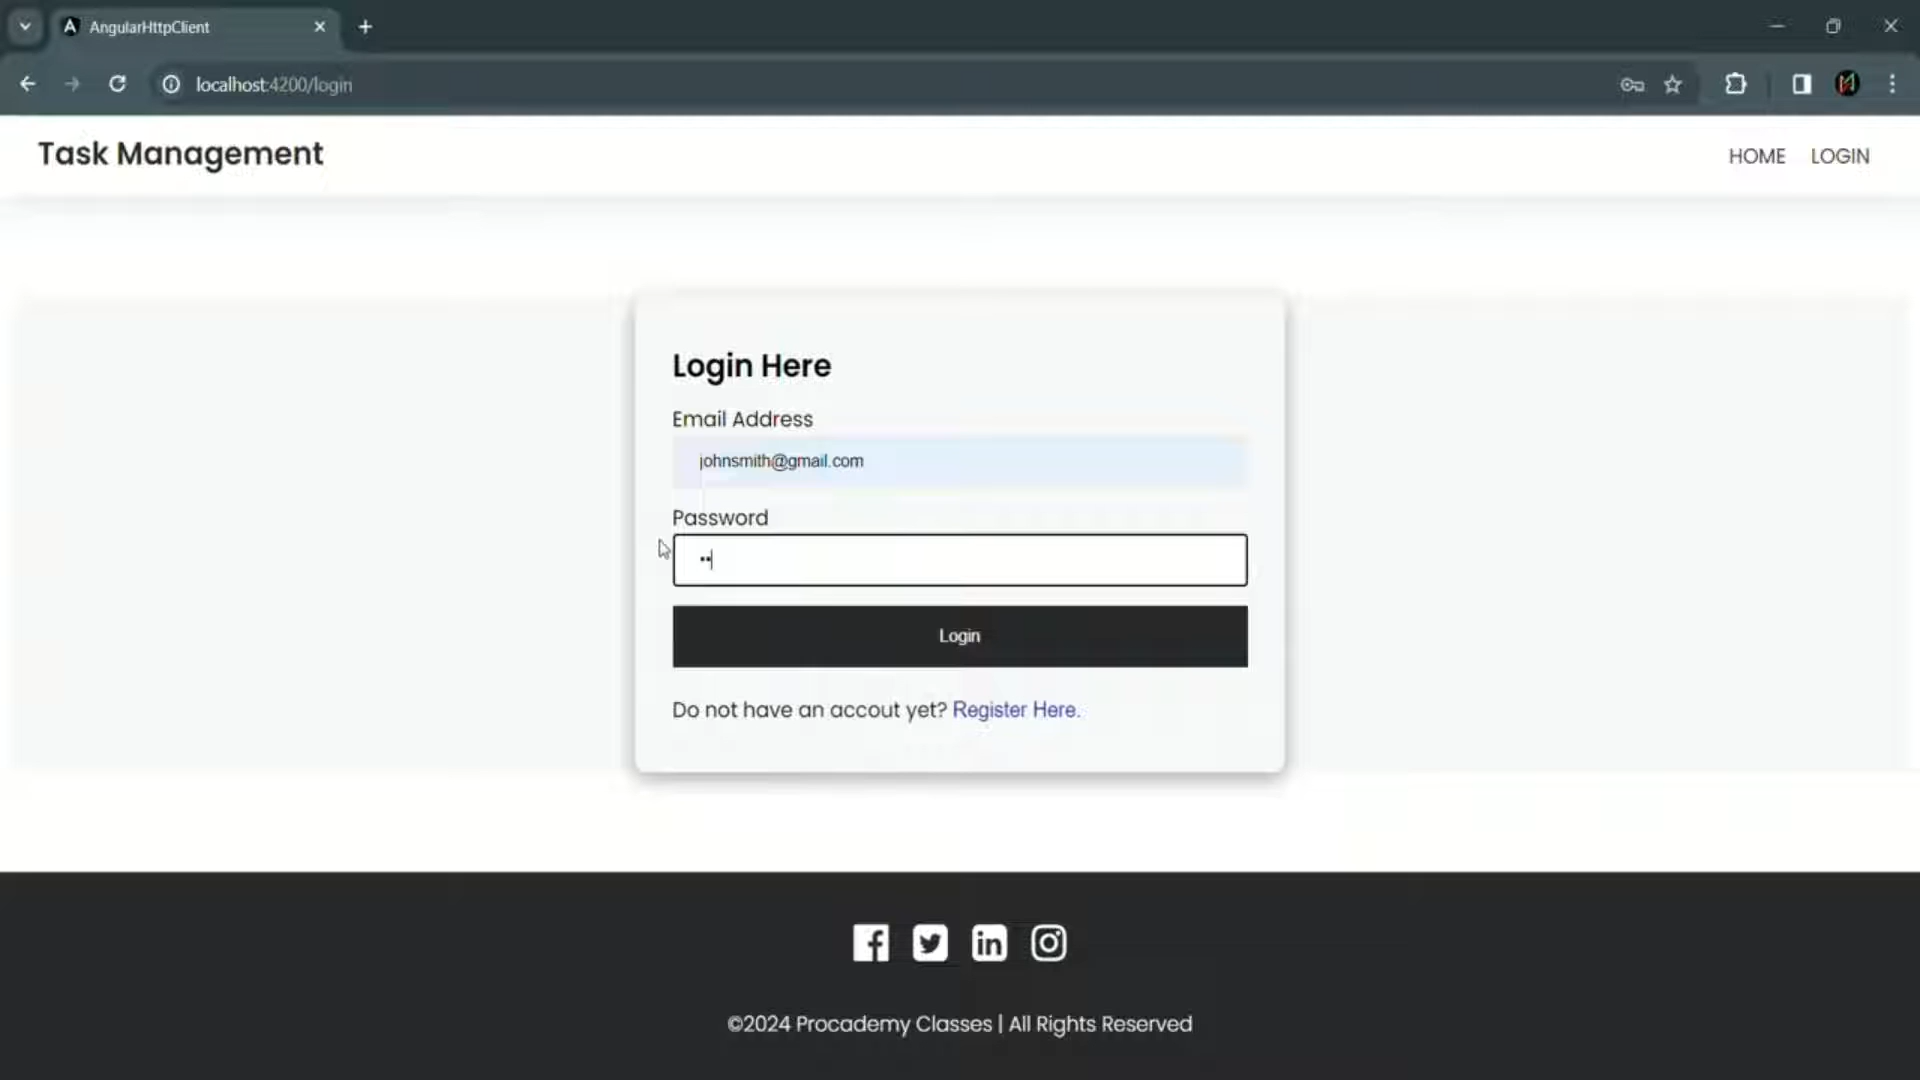 AngularHttpClient
localhost:4200/login
Task Management
HOME LOGIN
Login Here
Email Address
johnsmith@gmail.com
Password
••
Login
Do not have an accout yet? Register Here.
©2024 Procademy Classes | All Rights Reserved